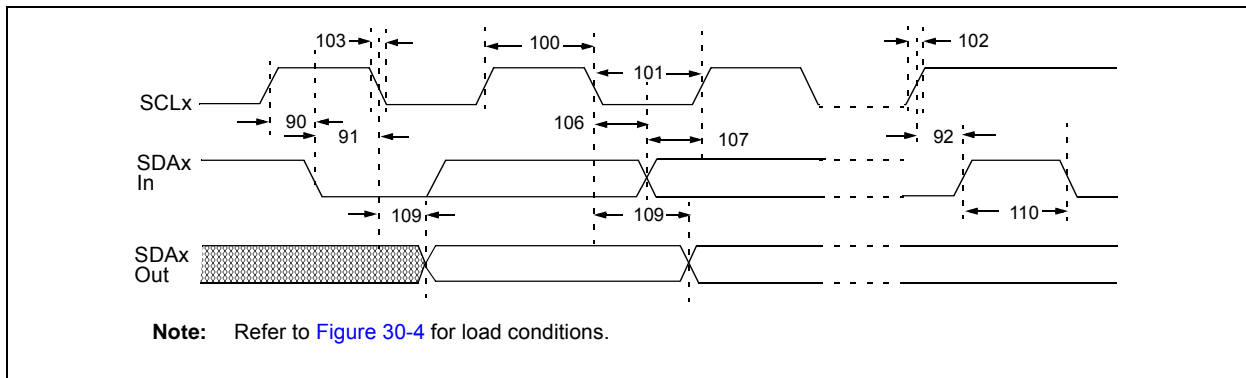 103
100
102
101
SCLx
90
91
106
107
92
SDAx
In
109
109
110
SDAx
Out
Note: Refer to Figure 30-4 for load conditions.